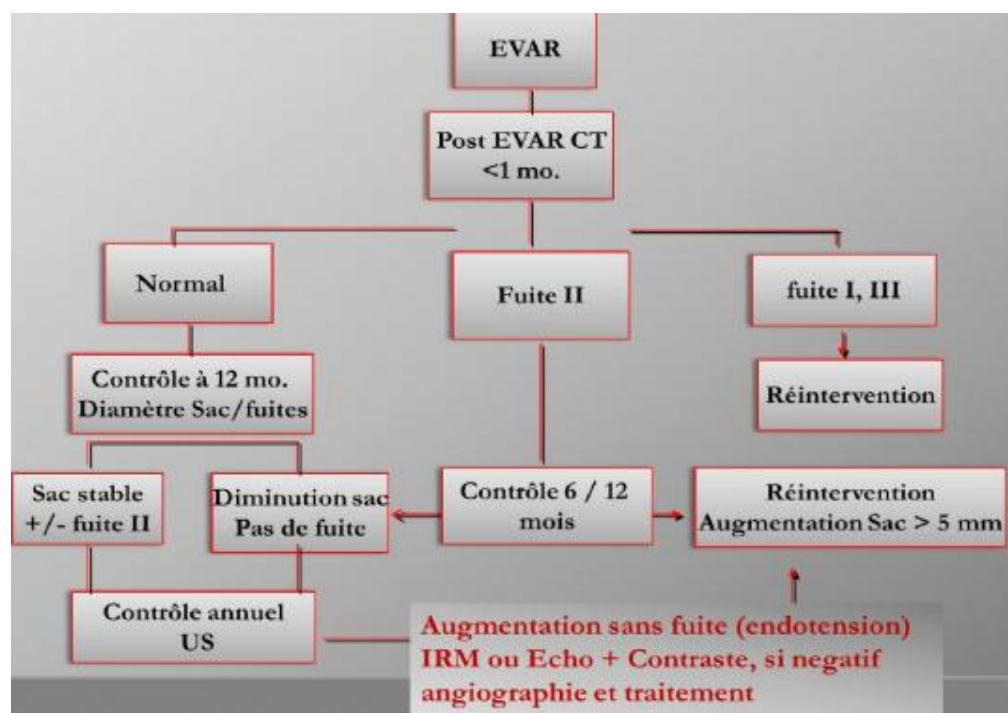 EVAR
Post EVAR CT
<1 mo.
Normal
Fuite II
fuite I, III
Contrôle à 12 mo.
Diamètre Sac/fuites
Réintervention
Sac stable
+/- fuite II
Diminution sac
Pas de fuite
Contrôle 6 / 12
mois
Réintervention
Augmentation Sac > 5 mm
Contrôle annuel
US
Augmentation sans fuite (endotension)
IRM ou Echo + Contraste, si negatif
angiographie et traitement